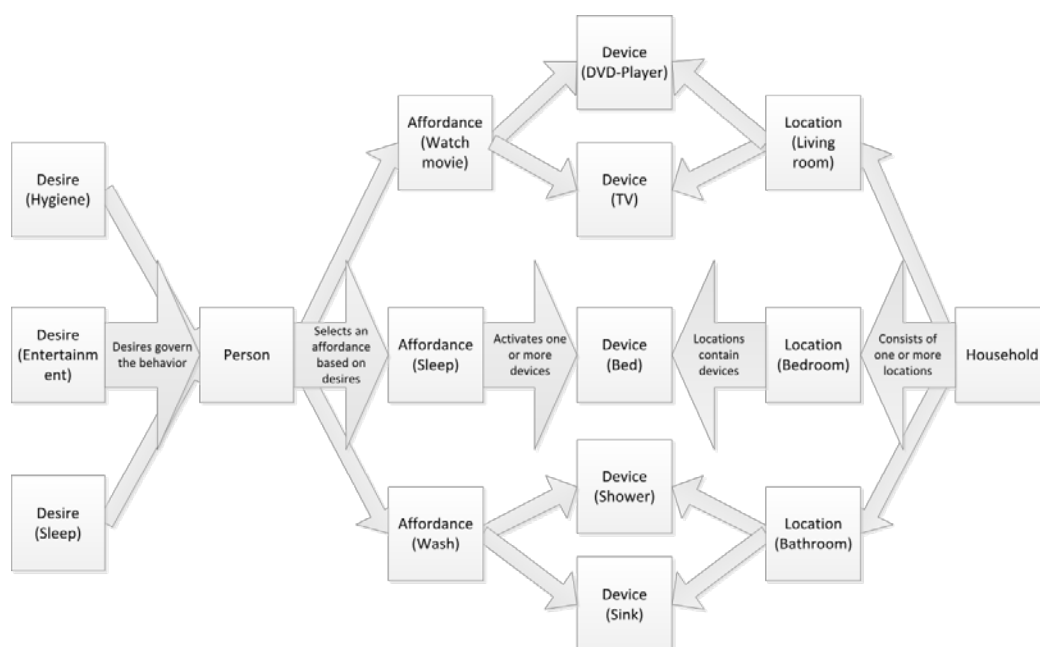 Device
(DVD-Player)
Affordance
(Watch
movie)
Location
(Living
room)
Desire
(Hygiene)
Device
(TV)
Desire
(Entertainm
ent)
Desires govern
the behavior
Person
Selects an
affordance
based on
desires
Affordance
(Sleep)
Activates one
or more
devices
Device
(Bed)
Locations
contain
devices
Location
(Bedroom)
Consists of
one or more
locations
Household
Desire
(Sleep)
Affordance
(Wash)
Device
(Shower)
Location
(Bathroom)
Device
(Sink)